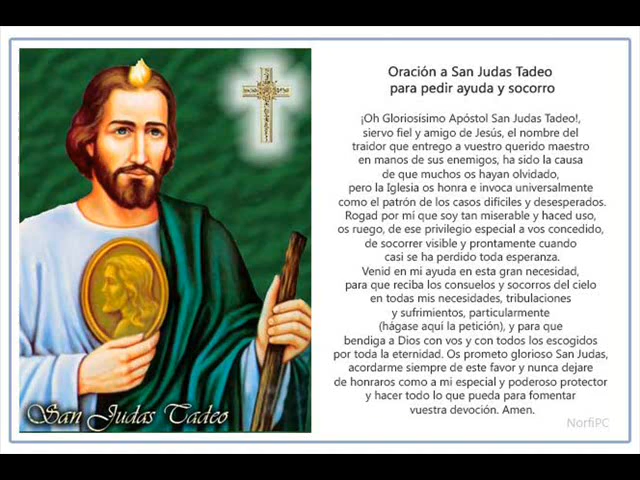 San Judas Tadeo
Oración a San Judas Tadeo
para pedir ayuda y socorro
¡Oh Gloriosísimo Apóstol San Judas Tadeo!,
siervo fiel y amigo de Jesús, el nombre del
traidor que entrego a vuestro querido maestro
en manos de sus enemigos, ha sido la causa
de que muchos os hayan olvidado,
pero la Iglesia os honra e invoca universalmente
como el patrón de los casos difíciles y desesperados.
Rogad por mí que soy tan miserable y haced uso,
os ruego, de ese privilegio especial a vos concedido,
de socorrer visible y prontamente cuando
casi se ha perdido toda esperanza.
Venid en mi ayuda en esta gran necesidad,
para que reciba los consuelos y socorros del cielo
en todas mis necesidades, tribulaciones
y sufrimientos, particularmente
(hágase aquí la petición), y para que
bendiga a Dios con vos y con todos los escogidos
por toda la eternidad. Os prometo glorioso San Judas,
acordarme siempre de este favor y nunca dejare
de honraros como a mi especial y poderoso protector
y hacer todo lo que pueda para fomentar
vuestra devoción. Amen.
NorfiPC